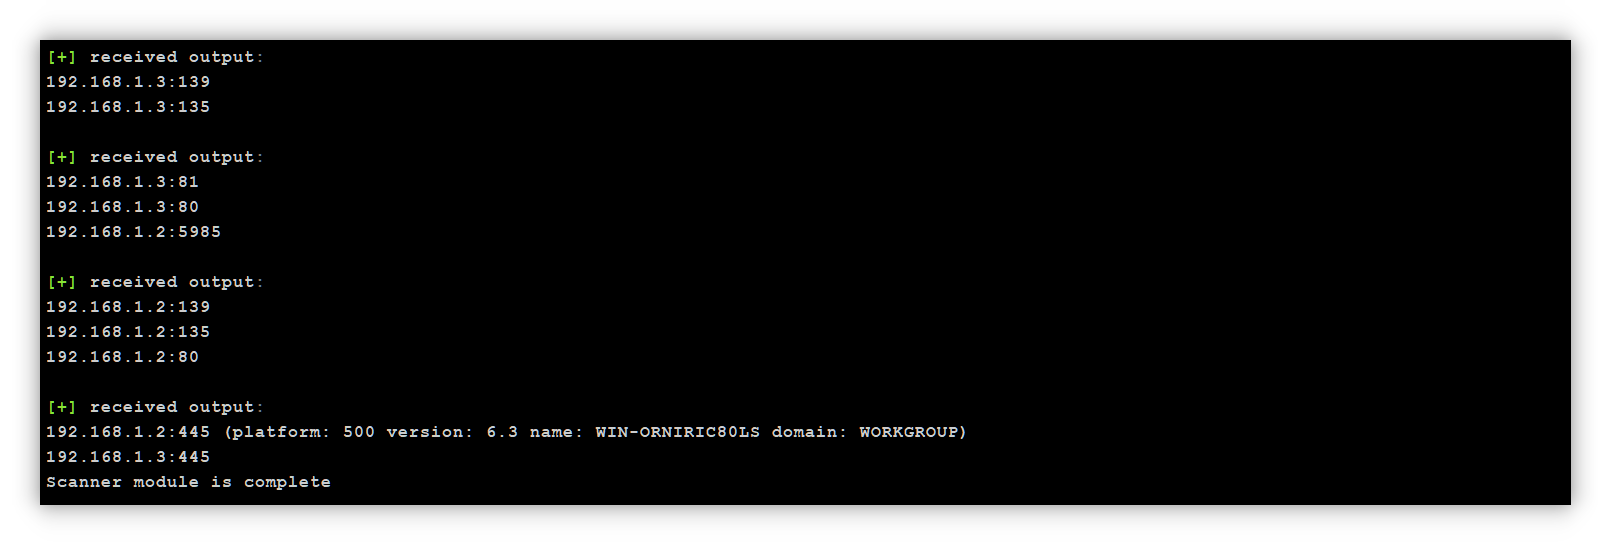 [+] received output:
192.168.1.3:139
192.168.1.3:135
[+] received output:
192.168.1.3:81
192.168.1.3:80
192.168.1.2:5985
[+] received output:
192.168.1.2:139
192.168.1.2:135
192.168.1.2:80
[+] received output:
192.168.1.2:445 (platform: 500 version: 6.3 name: WIN-ORNIRIC80LS domain: WORKGROUP)
192.168.1.3:445
Scanner module is complete